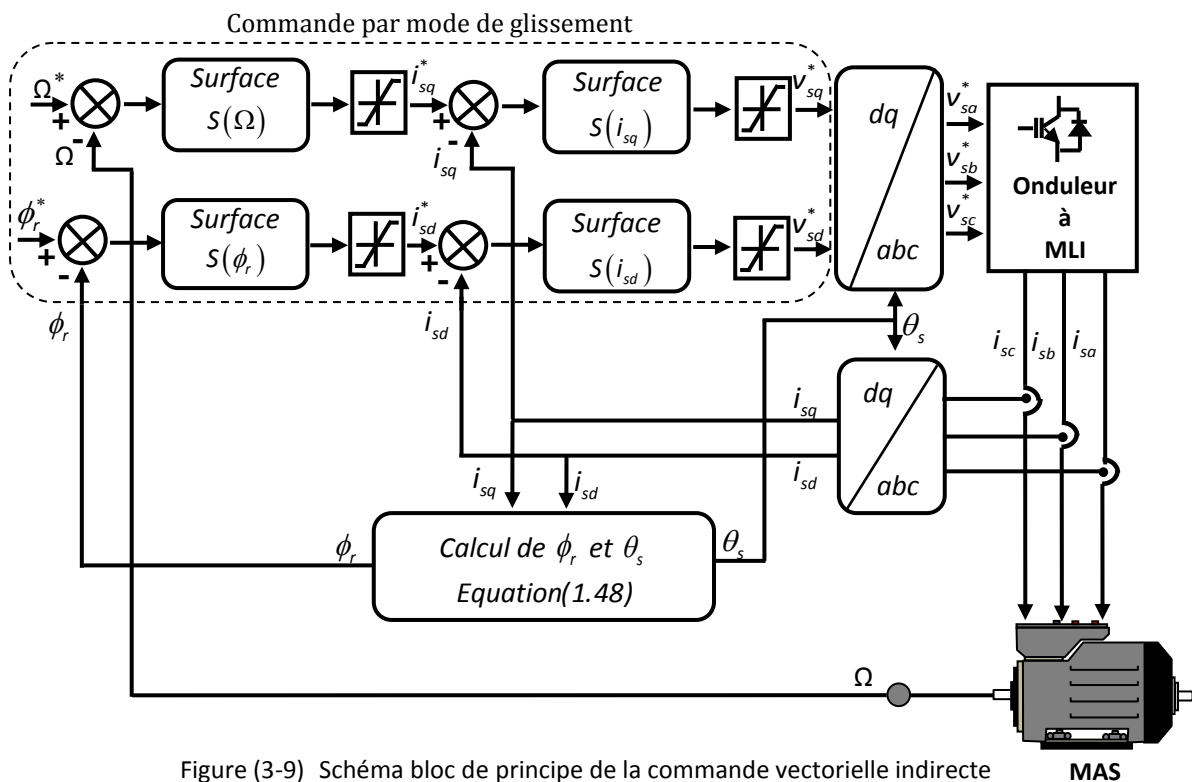 Commande par mode de glissement
Ω*
+
-
Ω
Surface
S(Ω)
i*sq
+
-
isq
Surface
S(isq)
v*sq
ϕ*r
+
-
ϕr
Surface
S(ϕr)
i*sd
+
-
isd
Surface
S(isd)
v*sd
dq
abc
v*sa
v*sb
v*sc
Onduleur
à
MLI
θs
isc
isb
isa
dq
abc
isq
isd
isq
isd
ϕr
Calcul de ϕr et θs
Equation(1.48)
θs
Ω
MAS
Figure (3-9) Schéma bloc de principe de la commande vectorielle indirecte